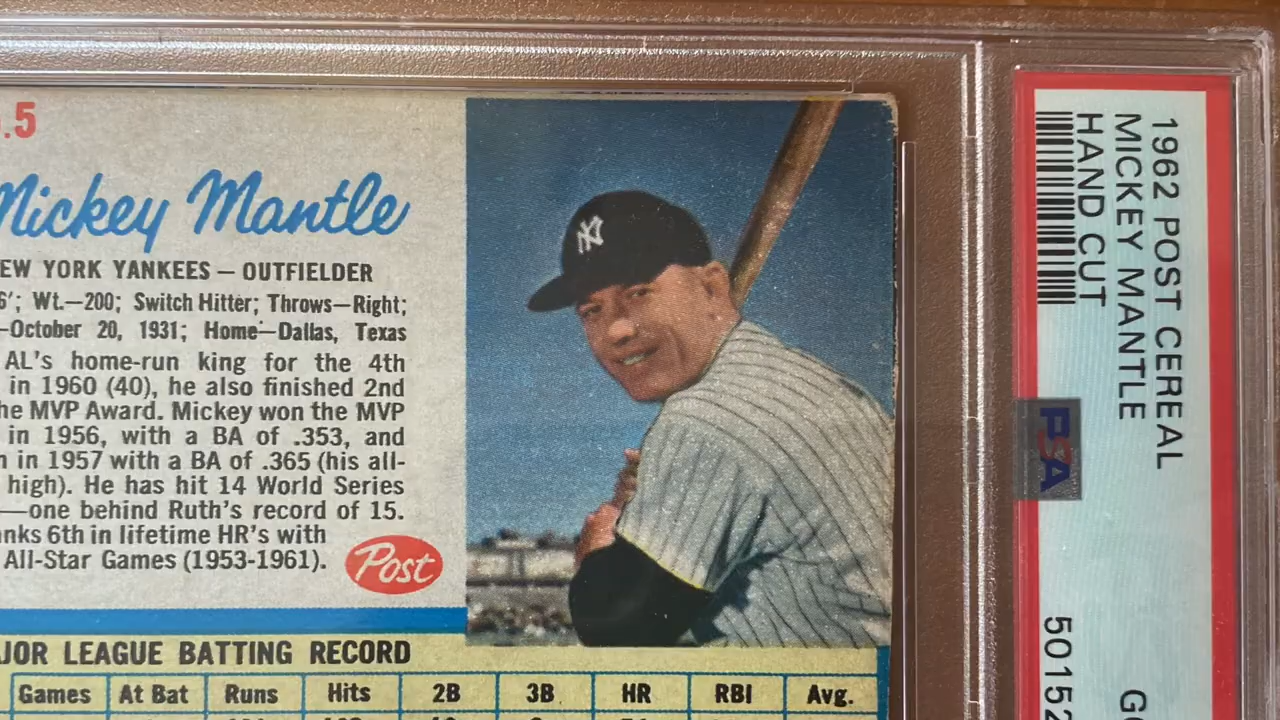 .5
Mickey Mantle
EW YORK YANKEES — OUTFIELDER
6'; Wt.—200; Switch Hitter; Throws—Right;
—October 20, 1931; Home—Dallas, Texas
AL's home-run king for the 4th
in 1960 (40), he also finished 2nd
he MVP Award. Mickey won the MVP
in 1956, with a BA of .353, and
n in 1957 with a BA of .365 (his all-
high). He has hit 14 World Series
—one behind Ruth's record of 15.
nks 6th in lifetime HR's with
All-Star Games (1953-1961).
Post
JOR LEAGUE BATTING RECORD
Games At Bat Runs Hits 2B 3B HR RBI Avg.
NY
1962 POST CEREAL
MICKEY MANTLE
HAND CUT
PSA
GO
50152